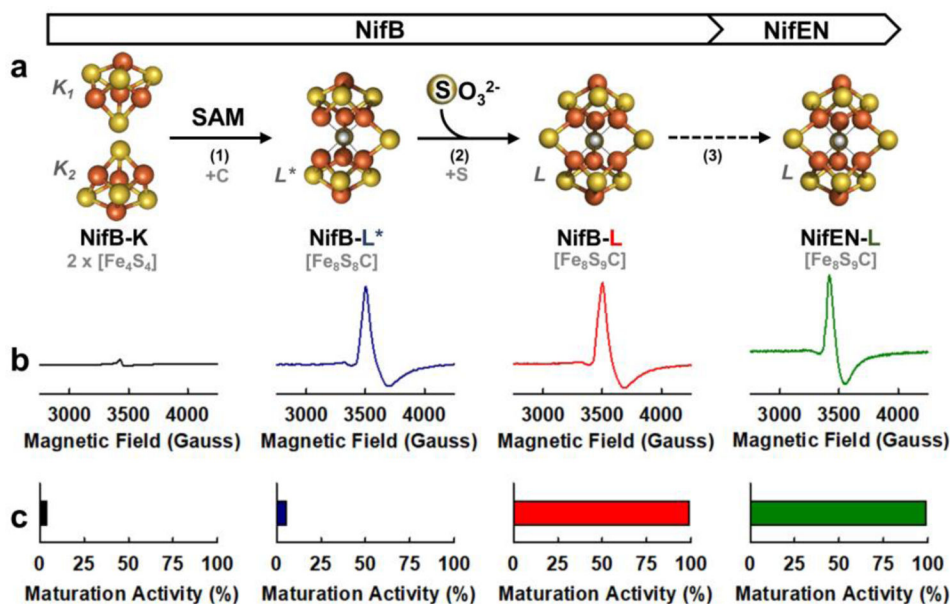 NifB NifEN
a
K₁ K₂ SAM (1) +C L* SO₃²⁻ (2) +S L (3) L
NifB-K NifB-L* NifB-L NifEN-L
2 x [Fe₄S₄] [Fe₈S₈C] [Fe₈S₉C] [Fe₈S₉C]
b
3000 3500 4000 3000 3500 4000 3000 3500 4000 3000 3500 4000
Magnetic Field (Gauss) Magnetic Field (Gauss) Magnetic Field (Gauss) Magnetic Field (Gauss)
c
0 25 50 75 100 0 25 50 75 100 0 25 50 75 100 0 25 50 75 100
Maturation Activity (%) Maturation Activity (%) Maturation Activity (%) Maturation Activity (%)